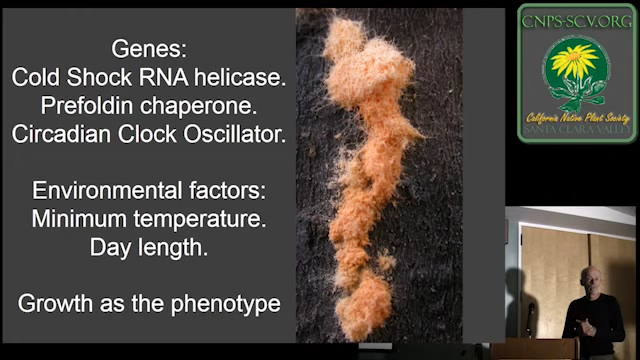 Genes:
Cold Shock RNA helicase.
Prefoldin chaperone.
Circadian Clock Oscillator.
Environmental factors:
Minimum temperature.
Day length.
Growth as the phenotype
CNPS-SCV.ORG
California Native Plant Society
SANTA CLARA VALLEY